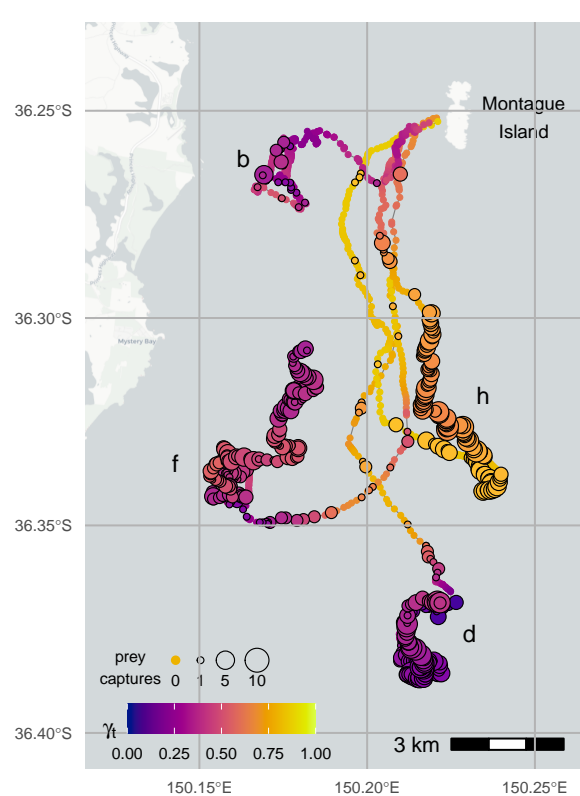 36.25°S
Montague
Island
b
36.30°S
Mystery Bay
h
f
36.35°S
d
prey
captures
0 1 5 10
γt
36.40°S
0.00 0.25 0.50 0.75 1.00
3 km
150.15°E 150.20°E 150.25°E